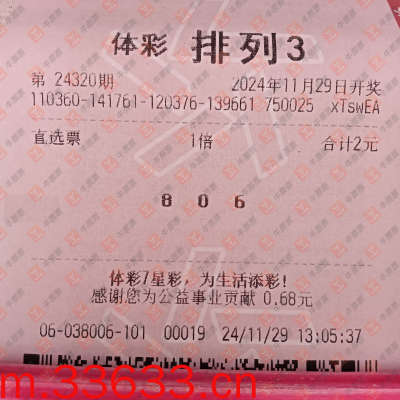 体彩 排列3
第 24320期 2024年11月29日开奖
110360-141761-120376-139661 750025 xTswEA
直选票 1倍 合计2元
8 0 6
体彩7星彩，为生活添彩！
感谢您为公益事业贡献 0.68元
06-038006-101 00019 24/11/29 13:05:37
m.33633.cn